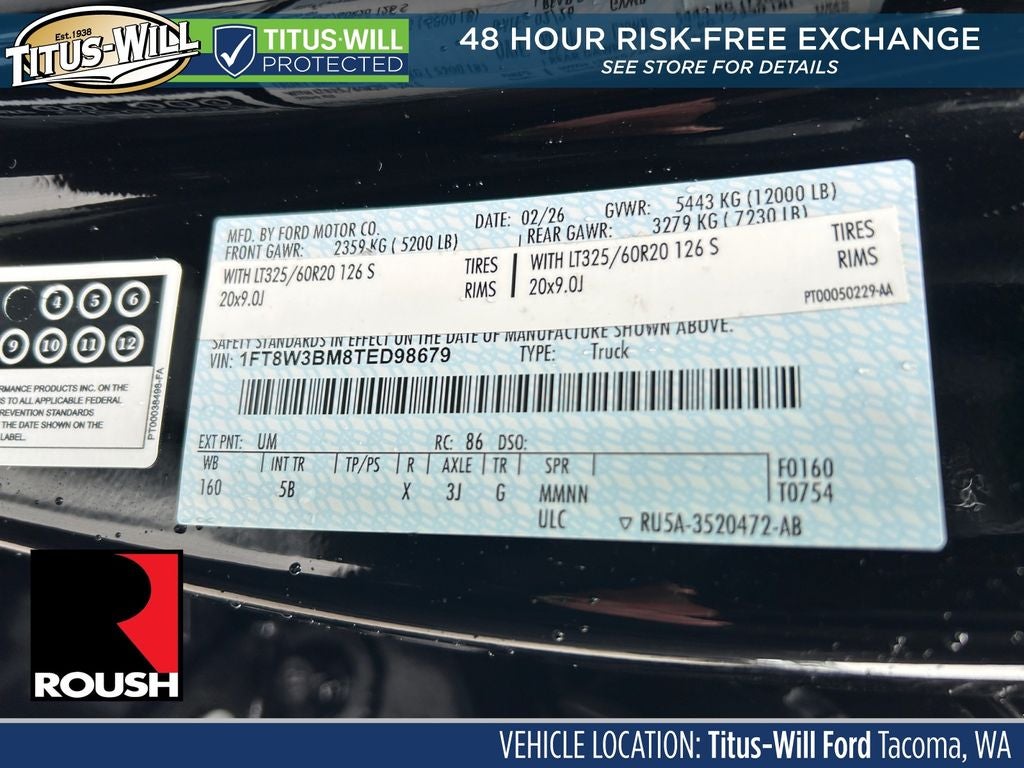 Est. 1938
TITUS-WILL
TITUS-WILL
PROTECTED
48 HOUR RISK-FREE EXCHANGE
SEE STORE FOR DETAILS
MFD. BY FORD MOTOR CO. DATE: 02/26 GVWR: 5443 KG (12000 LB)
FRONT GAWR: 2359 KG ( 5200 LB) REAR GAWR: 3279 KG ( 7230 LB)
WITH LT325/60R20 126 S TIRES WITH LT325/60R20 126 S TIRES
20x9.0J RIMS 20x9.0J RIMS
PT00050229-AA
SAFETY STANDARDS IN EFFECT ON THE DATE OF MANUFACTURE SHOWN ABOVE.
VIN: 1FT8W3BM8TED98679 TYPE: Truck
EXT PNT: UM RC: 86 DSO:
WB INT TR TP/PS R AXLE TR SPR F0160
160 5B X 3J G MMNN T0754
ULC ▽ RU5A-3520472-AB
4 5 6
9 10 11 12
RMANCE PRODUCTS INC. ON THE
S TO ALL APPLICABLE FEDERAL
REVENTION STANDARDS
THE DATE SHOWN ON THE
LABEL.
PT00038498-FA
R
ROUSH
VEHICLE LOCATION: Titus-Will Ford Tacoma, WA